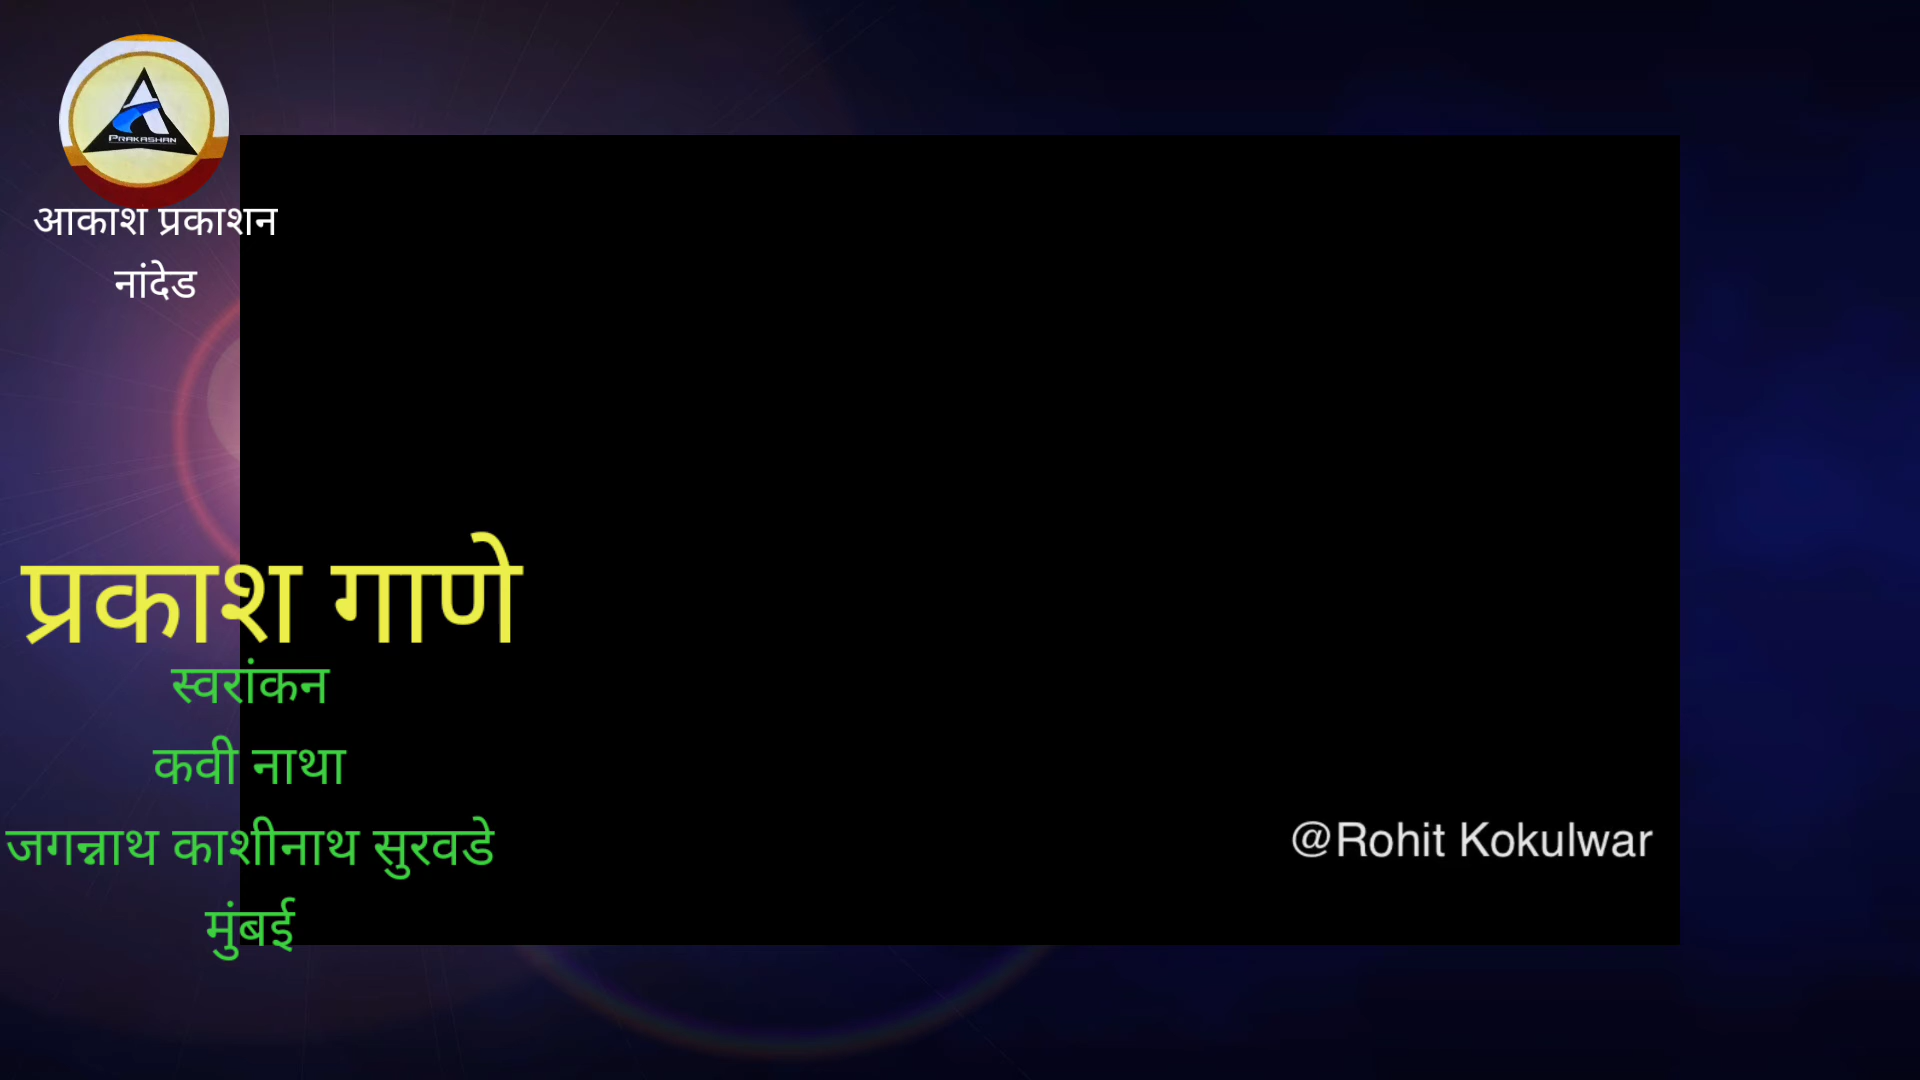 PRAKASHAN
आकाश प्रकाशन
नांदेड
प्रकाश गाणे
स्वरांकन
कवी नाथा
जगन्नाथ काशीनाथ सुरवडे
मुंबई
@Rohit Kokulwar